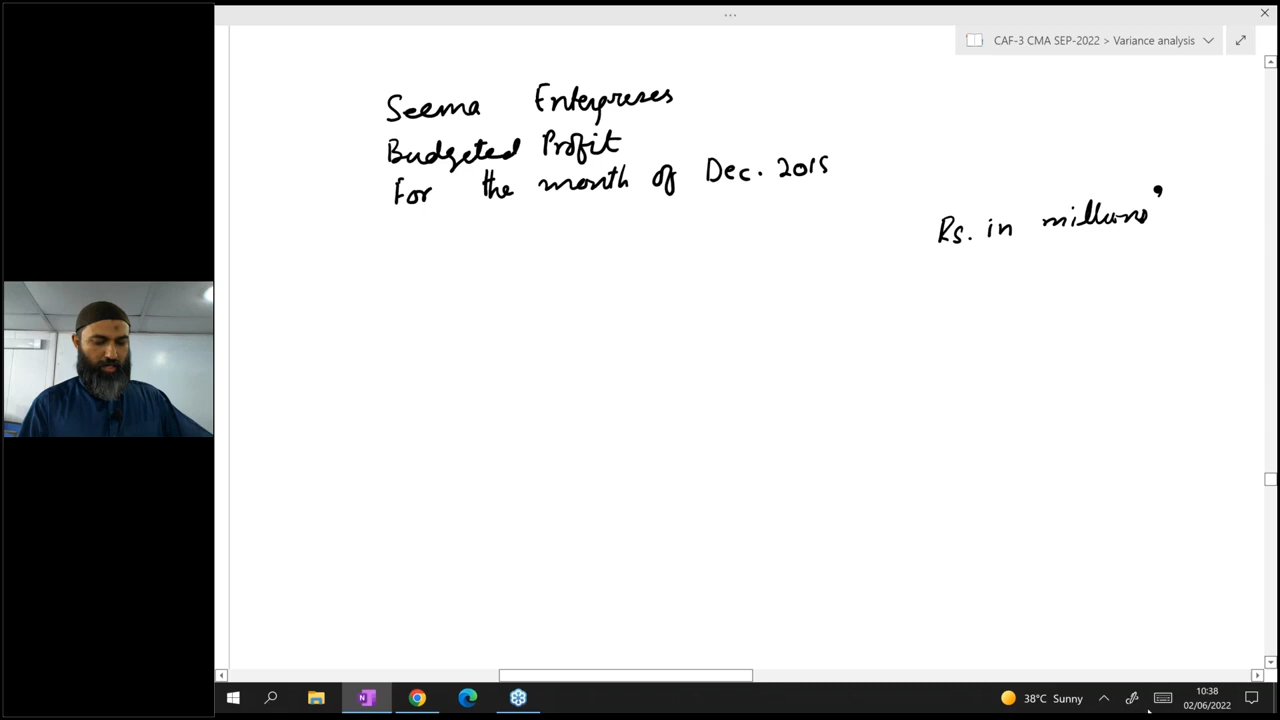 CAF-3 CMA SEP-2022 > Variance analysis
Seema Enterpreses
Budgeted Profit
For the month of Dec. 2015
Rs. in millions
38°C Sunny
10:38
02/06/2022